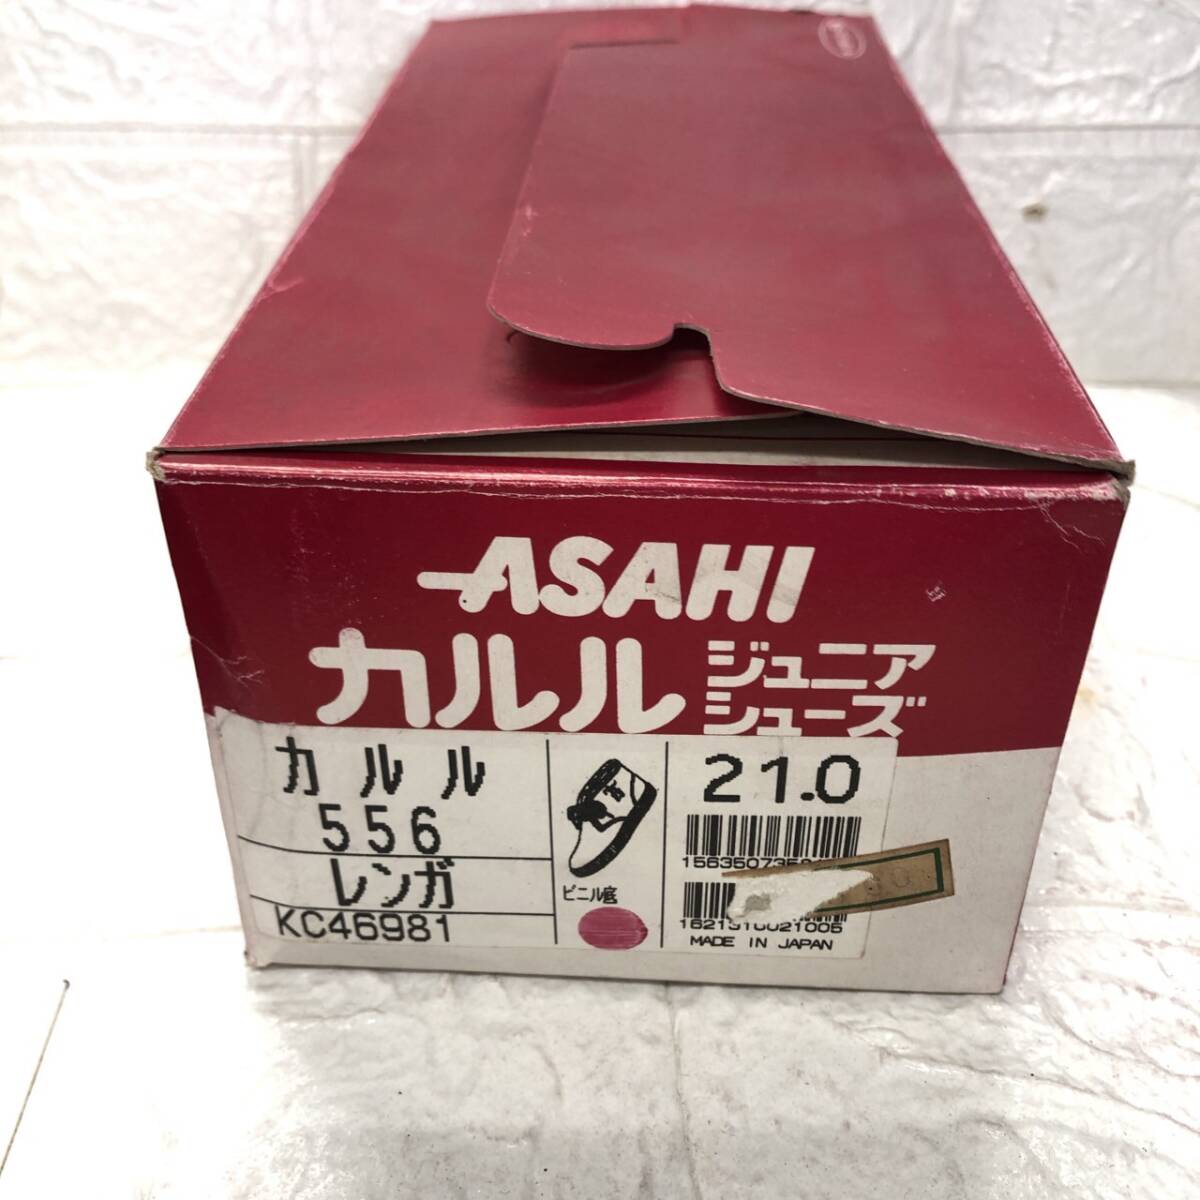 ASAHI
カルル ジュニア
シューズ
カルル
556
レンガ
KC46981
ビニル底
21.0
MADE IN JAPAN